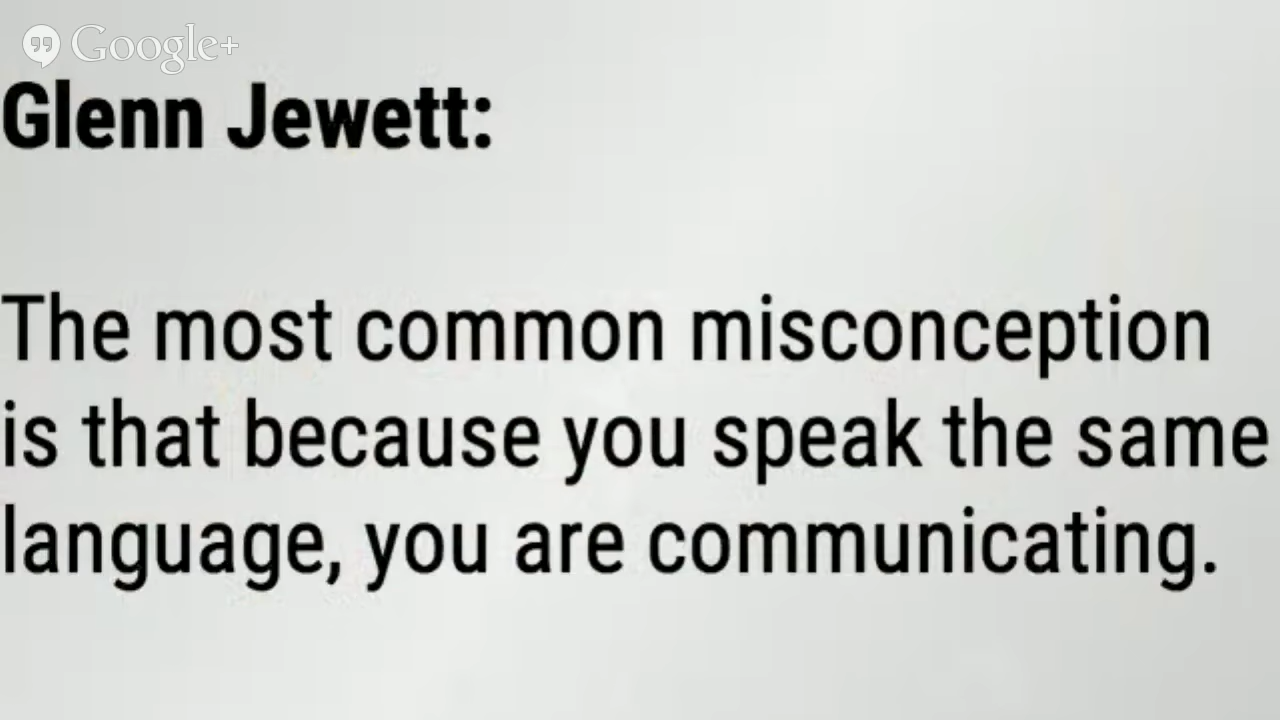 Google+
Glenn Jewett:
The most common misconception
is that because you speak the same
language, you are communicating.